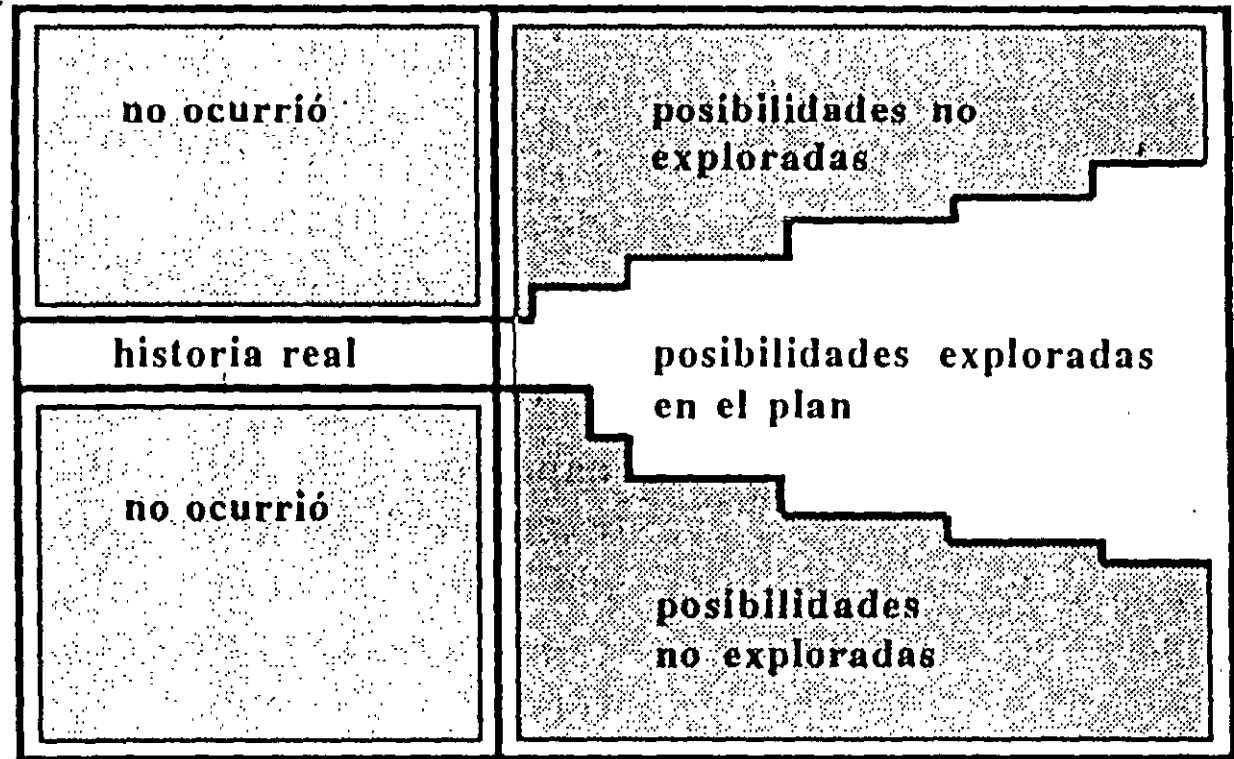 no ocurrió
historia real
no ocurrió
posibilidades no
exploradas
posibilidades exploradas
en el plan
posibilidades
no exploradas